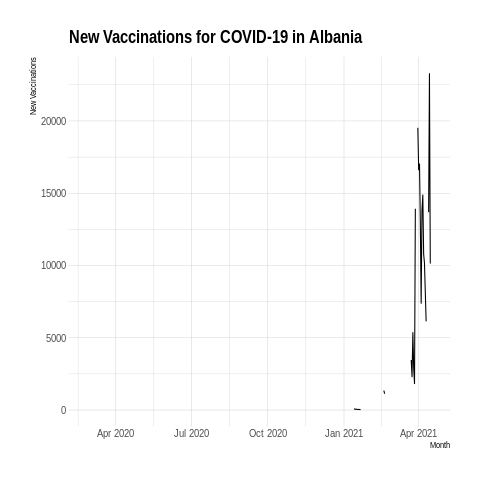 New Vaccinations for COVID-19 in Albania
New Vaccinations
20000
15000
10000
5000
0
Apr 2020
Jul 2020
Oct 2020
Jan 2021
Apr 2021
Month